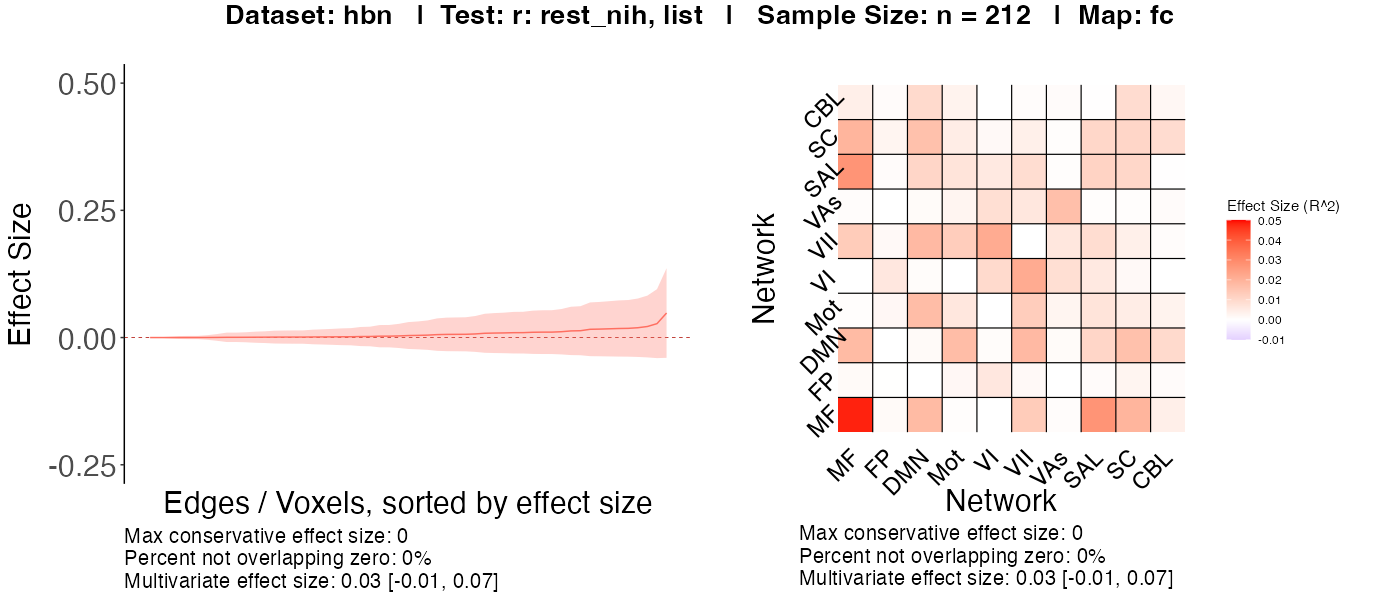 Dataset: hbn | Test: r: rest_nih, list | Sample Size: n = 212 | Map: fc
0.50
0.25
0.00
-0.25
Effect Size
Edges / Voxels, sorted by effect size
Max conservative effect size: 0
Percent not overlapping zero: 0%
Multivariate effect size: 0.03 [-0.01, 0.07]
Network
CBL
SC
SAL
VAs
VII
VI
Mot
DMN
FP
MF
MF FP DMN Mot VI VII VAs SAL SC CBL
Network
Max conservative effect size: 0
Percent not overlapping zero: 0%
Multivariate effect size: 0.03 [-0.01, 0.07]
Effect Size (R^2)
0.05
0.04
0.03
0.02
0.01
0.00
-0.01